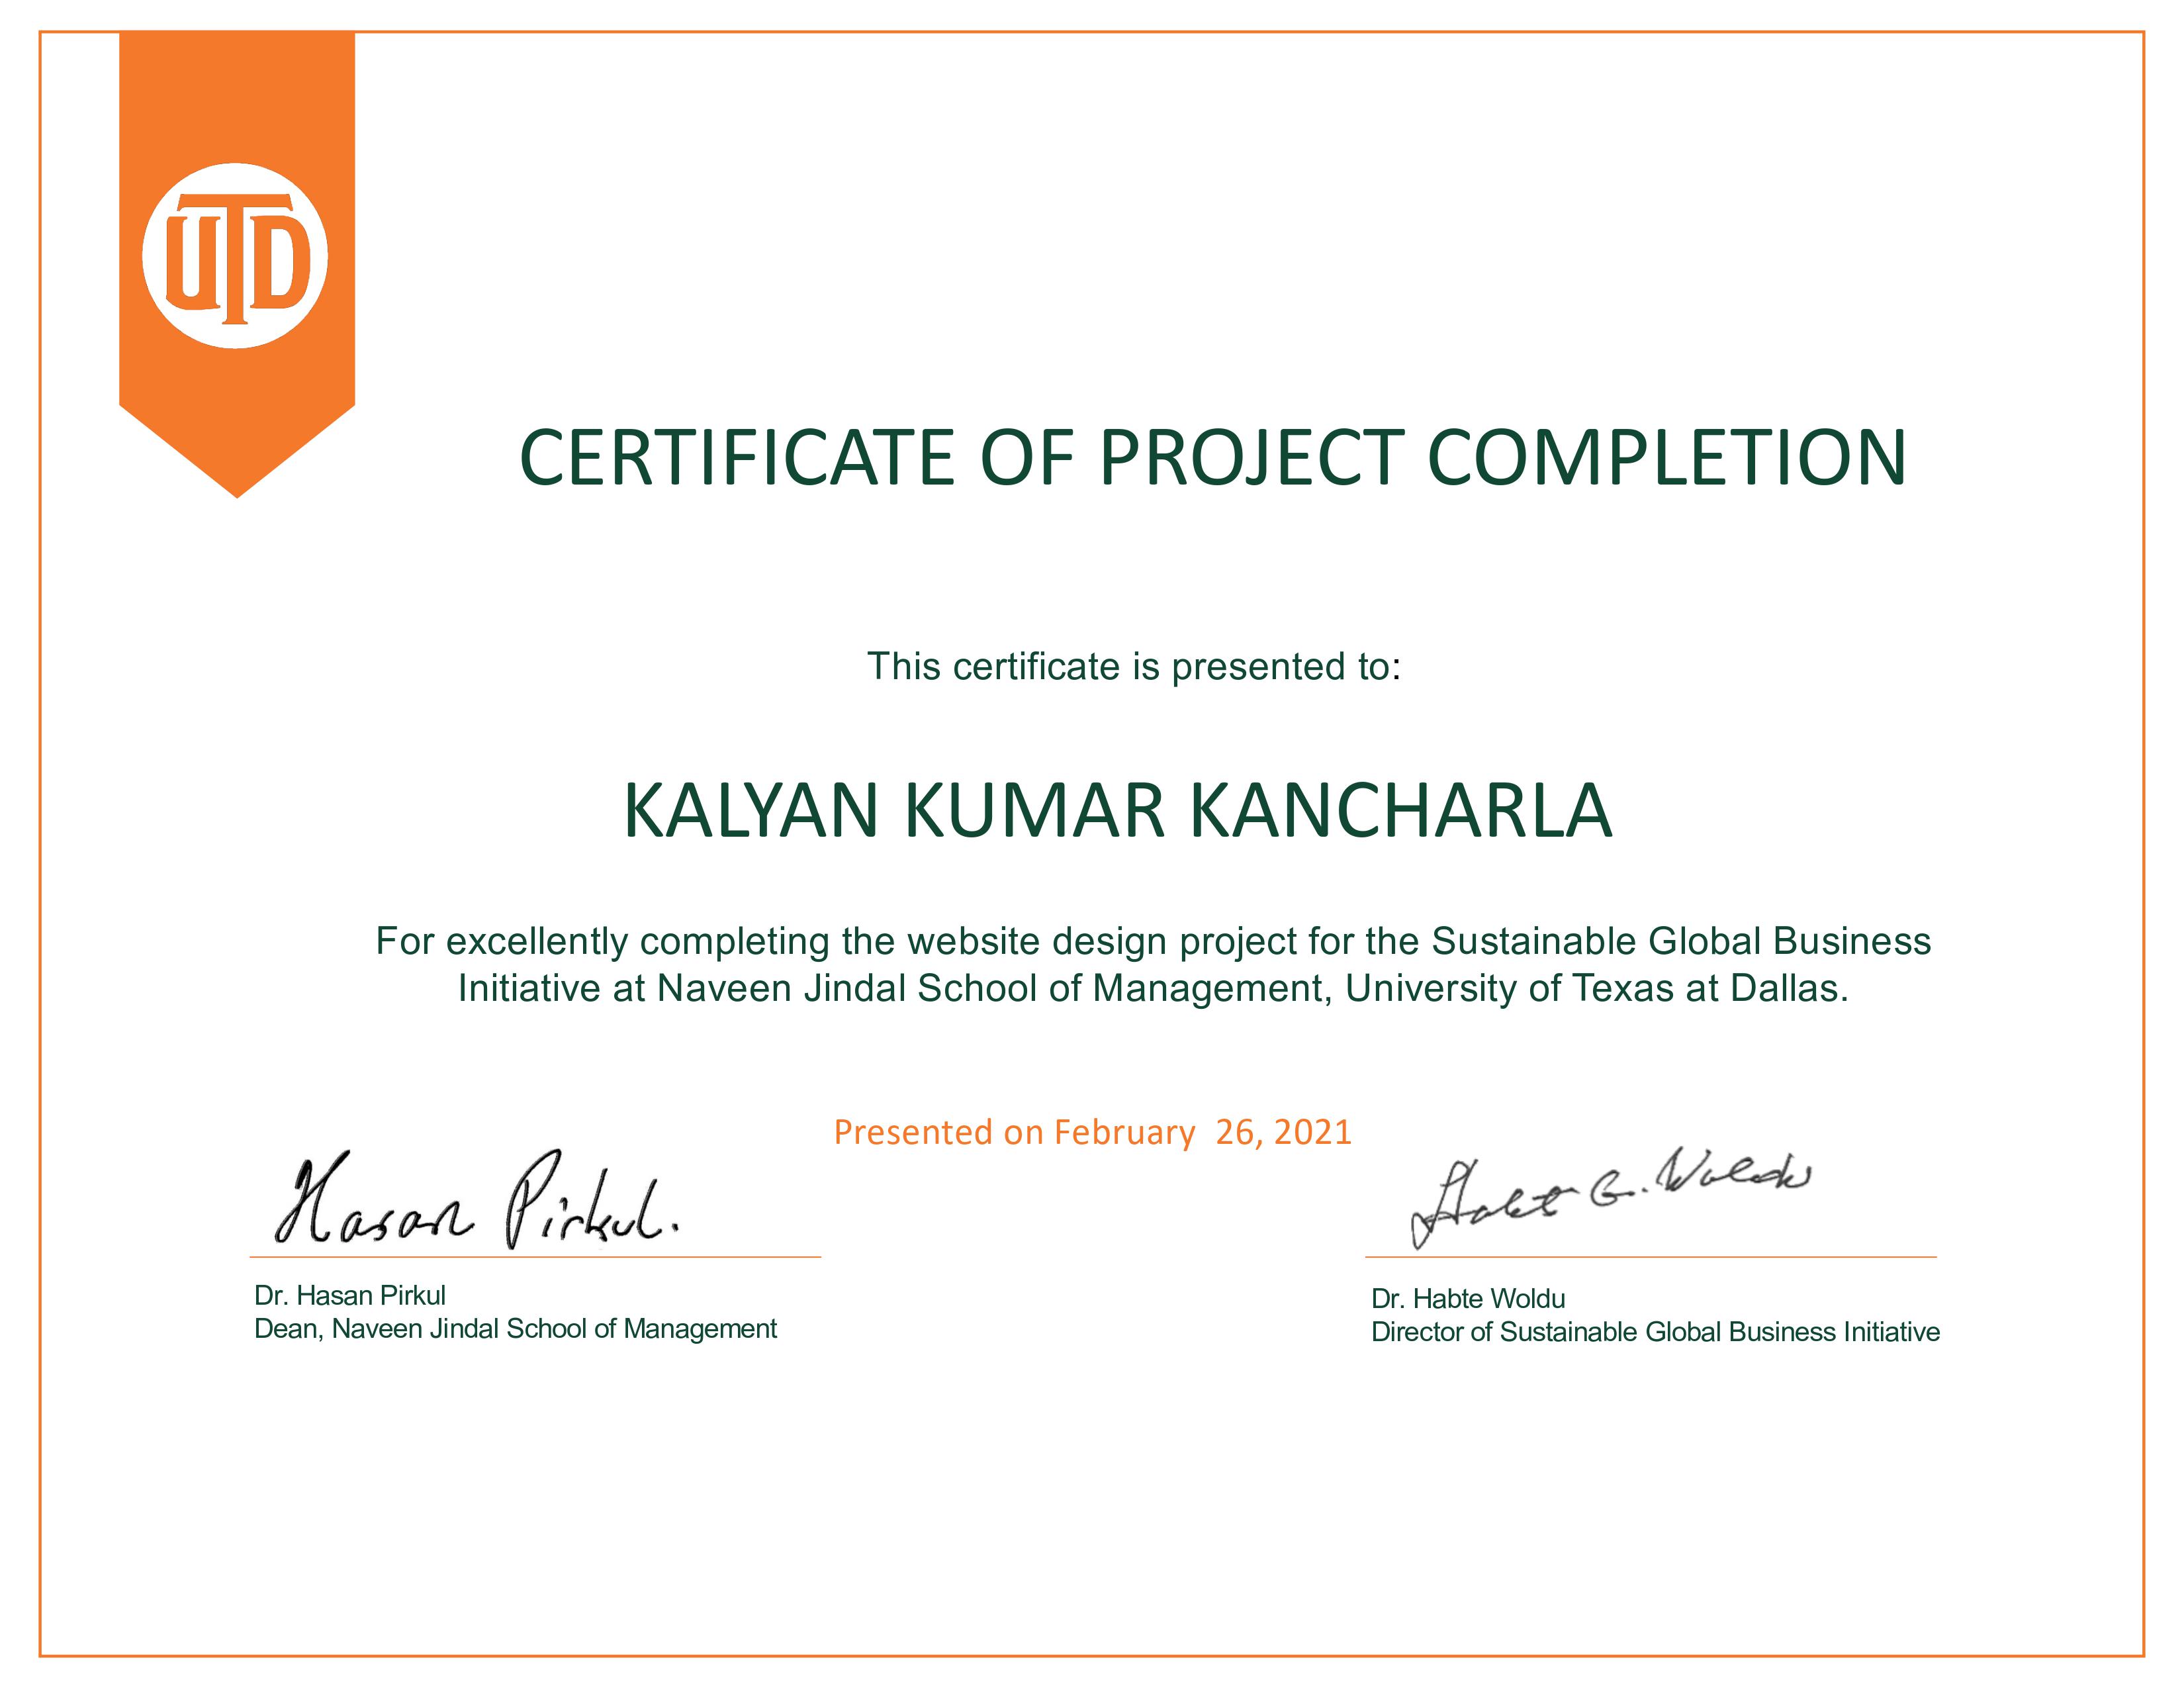 UTD
CERTIFICATE OF PROJECT COMPLETION
This certificate is presented to:
KALYAN KUMAR KANCHARLA
For excellently completing the website design project for the Sustainable Global Business
Initiative at Naveen Jindal School of Management, University of Texas at Dallas.
Presented on February 26, 2021
Hasan Pirkul.
Habte G. Woldu
Dr. Hasan Pirkul
Dean, Naveen Jindal School of Management
Dr. Habte Woldu
Director of Sustainable Global Business Initiative